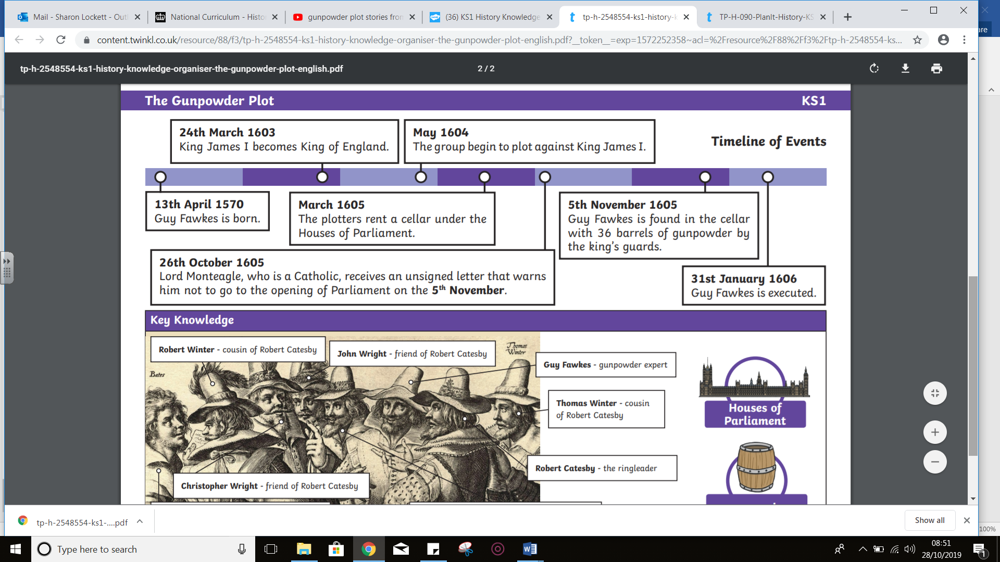 Mail - Sharon Lockett - Outl
National Curriculum - Histo
gunpowder plot stories from
(36) KS1 History Knowledge
tp-h-2548554-ks1-history-k
TP-H-090-PlanIt-History-KS
are
content.twinkl.co.uk/resource/88/f3/tp-h-2548554-ks1-history-knowledge-organiser-the-gunpowder-plot-english.pdf?__token__=exp=1572252358~acl=%2Fresource%2F88%2Ff3%2Ftp-h-2548554-ks...
tp-h-2548554-ks1-history-knowledge-organiser-the-gunpowder-plot-english.pdf
2 / 2
The Gunpowder Plot
KS1
24th March 1603
King James I becomes King of England.
May 1604
The group begin to plot against King James I.
Timeline of Events
13th April 1570
Guy Fawkes is born.
March 1605
The plotters rent a cellar under the
Houses of Parliament.
5th November 1605
Guy Fawkes is found in the cellar
with 36 barrels of gunpowder by
the king's guards.
26th October 1605
Lord Monteagle, who is a Catholic, receives an unsigned letter that warns
him not to go to the opening of Parliament on the 5th November.
31st January 1606
Guy Fawkes is executed.
Key Knowledge
Robert Winter - cousin of Robert Catesby
John Wright - friend of Robert Catesby
Thomas
Winter
Guy Fawkes - gunpowder expert
Bates
Thomas Winter - cousin
of Robert Catesby
Houses of
Parliament
Robert Catesby - the ringleader
Christopher Wright - friend of Robert Catesby
tp-h-2548554-ks1-....pdf
Show all
100%
Type here to search
08:51
28/10/2019
1